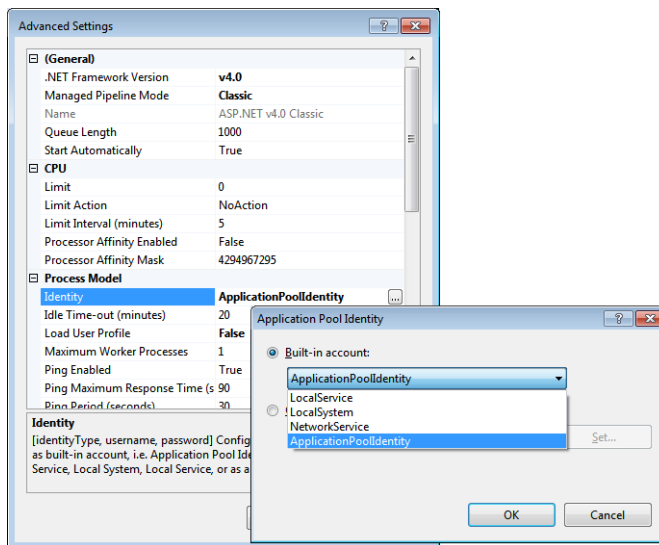 Advanced Settings
(General)
.NET Framework Version v4.0
Managed Pipeline Mode Classic
Name ASP.NET v4.0 Classic
Queue Length 1000
Start Automatically True
CPU
Limit 0
Limit Action NoAction
Limit Interval (minutes) 5
Processor Affinity Enabled False
Processor Affinity Mask 4294967295
Process Model
Identity ApplicationPoolIdentity ...
Idle Time-out (minutes) 20
Load User Profile False
Maximum Worker Processes 1
Ping Enabled True
Ping Maximum Response Time (s 90
Ping Period (seconds) 30
Identity
[identityType, username, password] Config
as built-in account, i.e. Application Pool Ide
Service, Local System, Local Service, or as a
Application Pool Identity
Built-in account:
ApplicationPoolIdentity
LocalService
LocalSystem
NetworkService
ApplicationPoolIdentity
Set...
OK Cancel